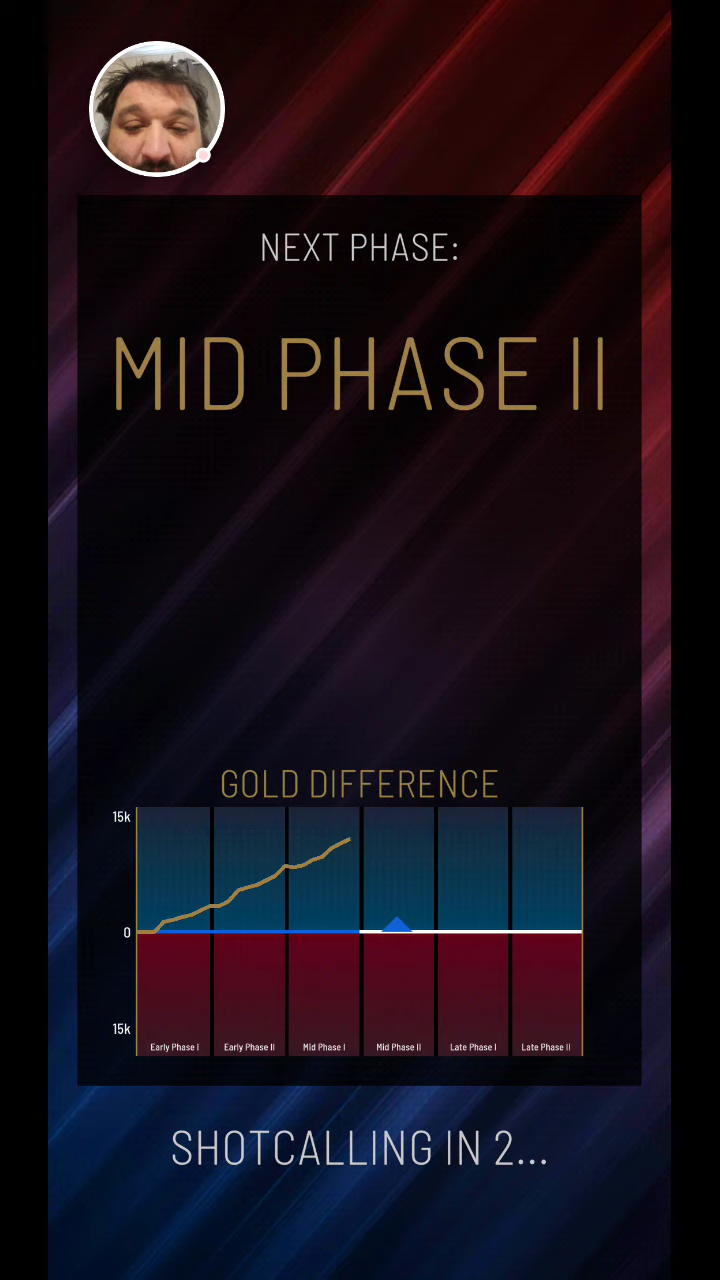 NEXT PHASE:
MID PHASE II
GOLD DIFFERENCE
15k
0
15k
Early Phase I
Early Phase II
Mid Phase I
Mid Phase II
Late Phase I
Late Phase II
SHOTCALLING IN 2...